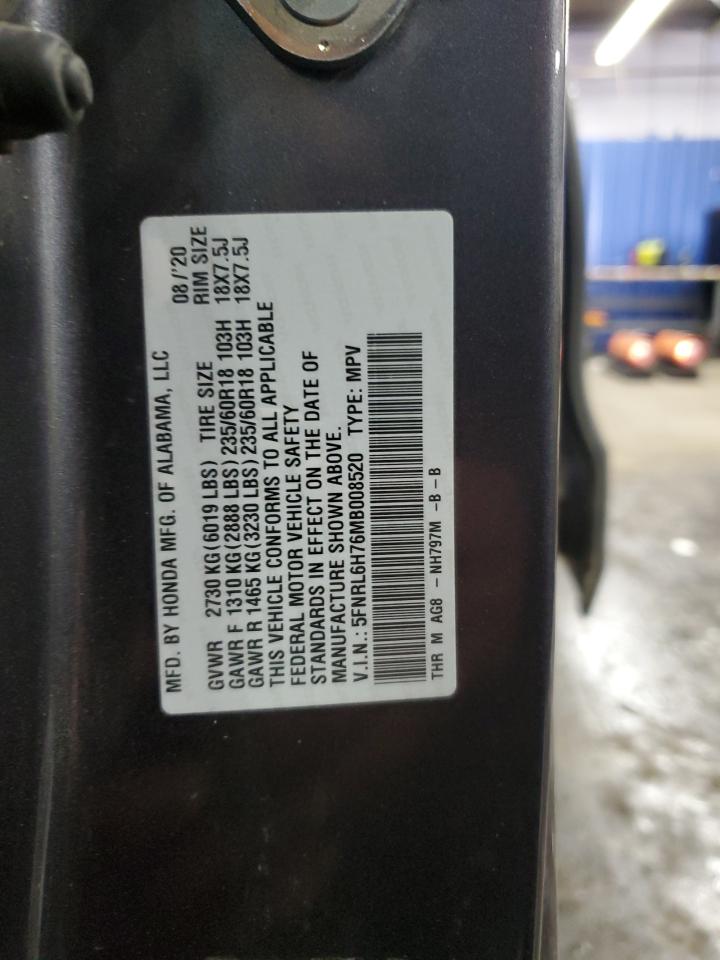 MFD. BY HONDA MFG. OF ALABAMA, LLC 08/'20
GVWR 2730 KG(6019 LBS) TIRE SIZE RIM SIZE
GAWR F 1310 KG(2888 LBS) 235/60R18 103H 18X7.5J
GAWR R 1465 KG(3230 LBS) 235/60R18 103H 18X7.5J
THIS VEHICLE CONFORMS TO ALL APPLICABLE
FEDERAL MOTOR VEHICLE SAFETY
STANDARDS IN EFFECT ON THE DATE OF
MANUFACTURE SHOWN ABOVE.
V.I.N.: 5FNRL6H76MB008520 TYPE: MPV
THR M AG8 - NH797M -B-B